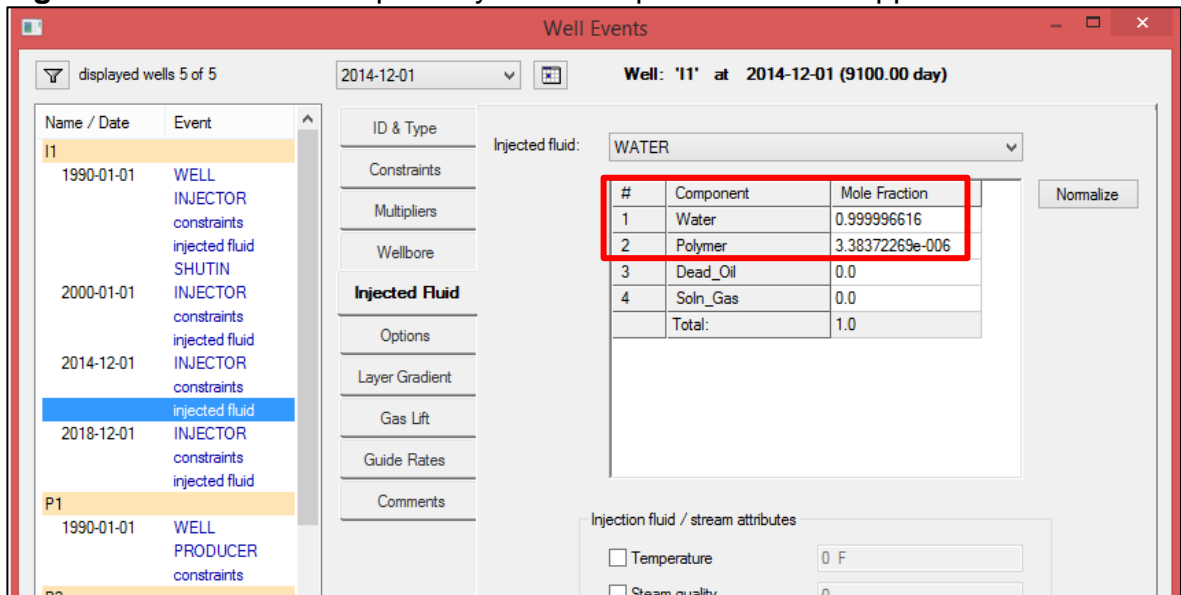 Well Events
displayed wells 5 of 5
2014-12-01
Well: 'I1' at 2014-12-01 (9100.00 day)
Name / Date Event
I1
1990-01-01 WELL
INJECTOR
constraints
injected fluid
SHUTIN
2000-01-01 INJECTOR
constraints
injected fluid
2014-12-01 INJECTOR
constraints
injected fluid
2018-12-01 INJECTOR
constraints
injected fluid
P1
1990-01-01 WELL
PRODUCER
constraints
ID & Type
Constraints
Multipliers
Wellbore
Injected Fluid
Options
Layer Gradient
Gas Lift
Guide Rates
Comments
Injected fluid: WATER
# Component Mole Fraction
1 Water 0.999996616
2 Polymer 3.38372269e-006
3 Dead_Oil 0.0
4 Soln_Gas 0.0
Total: 1.0
Normalize
Injection fluid / stream attributes
Temperature 0 F
Steam quality 0